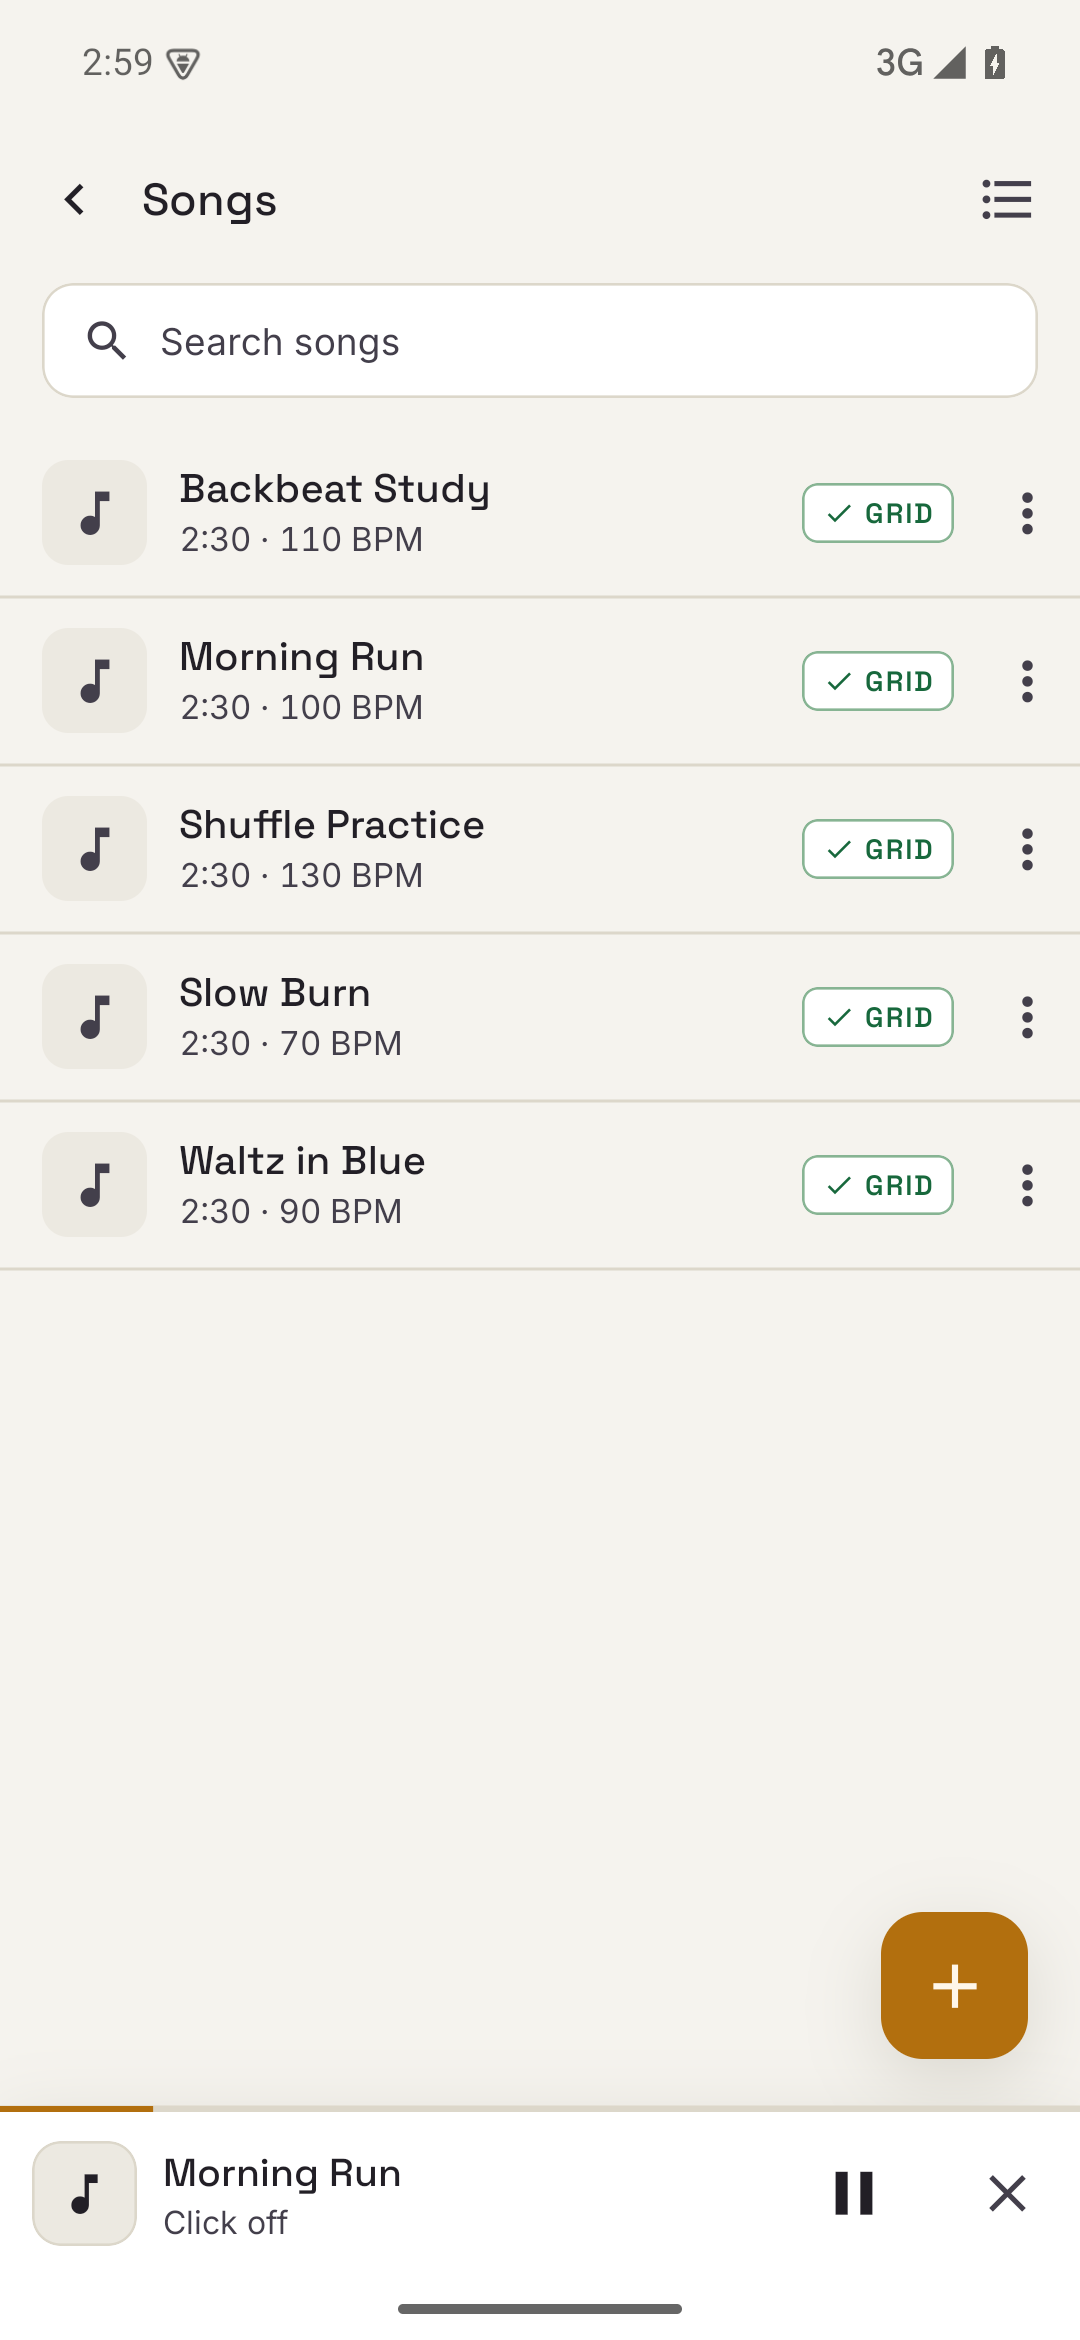 2:59
3G
Songs
Search songs
Backbeat Study
2:30 · 110 BPM
GRID
Morning Run
2:30 · 100 BPM
GRID
Shuffle Practice
2:30 · 130 BPM
GRID
Slow Burn
2:30 · 70 BPM
GRID
Waltz in Blue
2:30 · 90 BPM
GRID
Morning Run
Click off